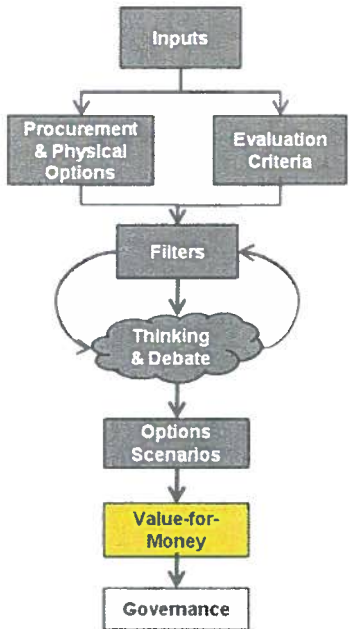 Inputs
Procurement
& Physical
Options
Evaluation
Criteria
Filters
Thinking
& Debate
Options
Scenarios
Value-for-
Money
Governance